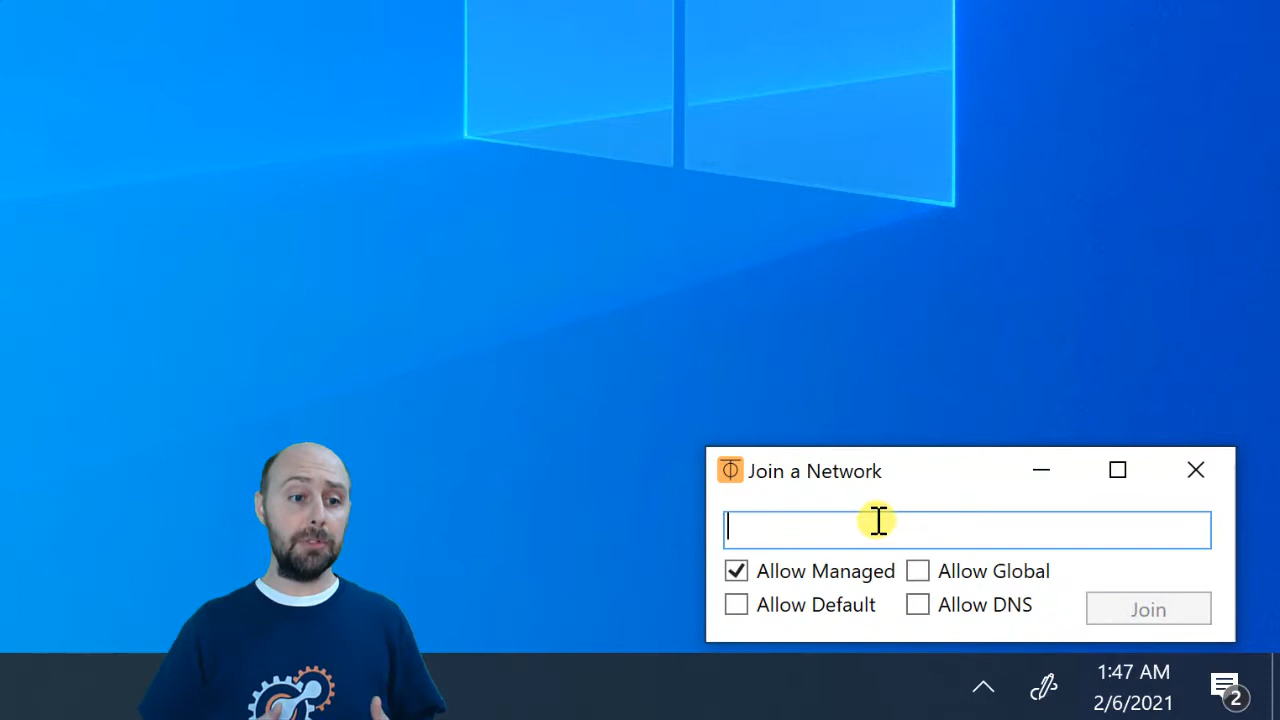 Join a Network
Allow Managed
Allow Global
Allow Default
Allow DNS
Join
1:47 AM
2/6/2021
2